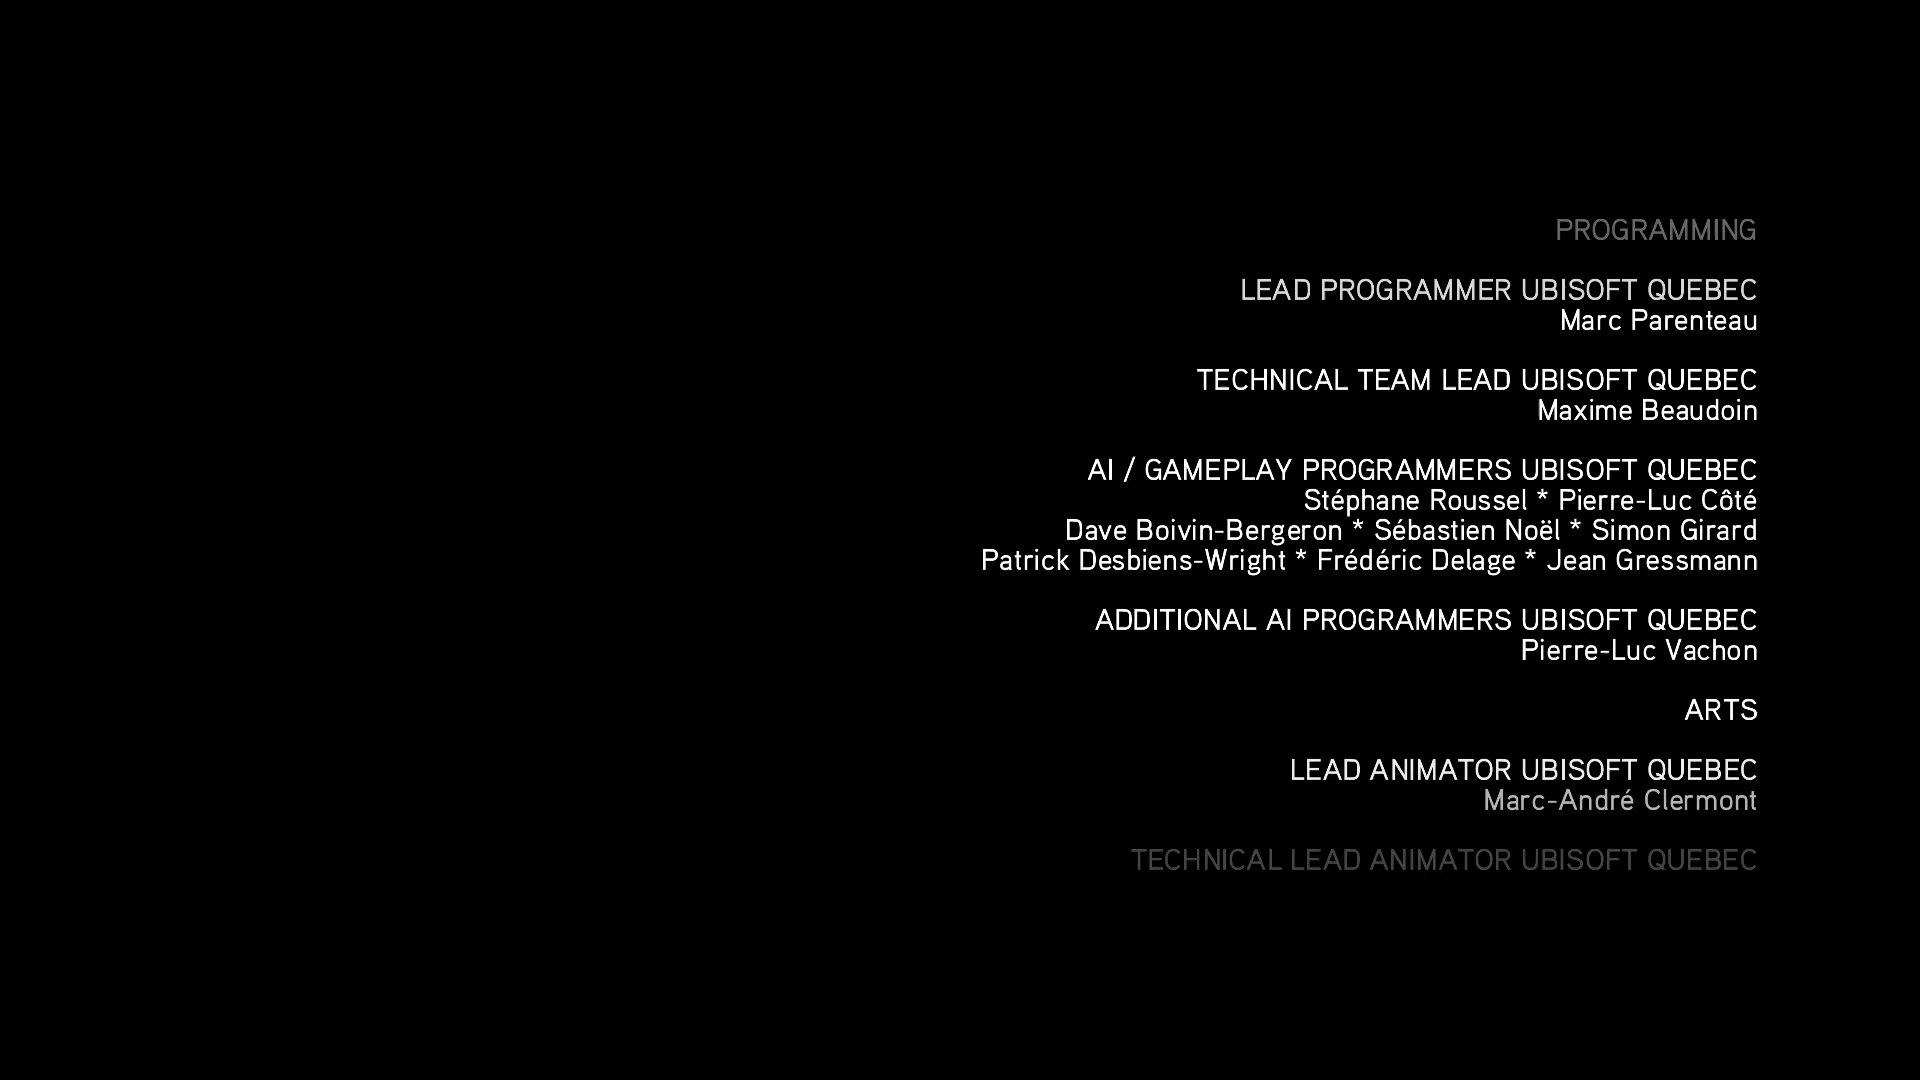 PROGRAMMING
LEAD PROGRAMMER UBISOFT QUEBEC
Marc Parenteau
TECHNICAL TEAM LEAD UBISOFT QUEBEC
Maxime Beaudoin
AI / GAMEPLAY PROGRAMMERS UBISOFT QUEBEC
Stéphane Roussel * Pierre-Luc Côté
Dave Boivin-Bergeron * Sébastien Noël * Simon Girard
Patrick Desbiens-Wright * Frédéric Delage * Jean Gressmann
ADDITIONAL AI PROGRAMMERS UBISOFT QUEBEC
Pierre-Luc Vachon
ARTS
LEAD ANIMATOR UBISOFT QUEBEC
Marc-André Clermont
TECHNICAL LEAD ANIMATOR UBISOFT QUEBEC